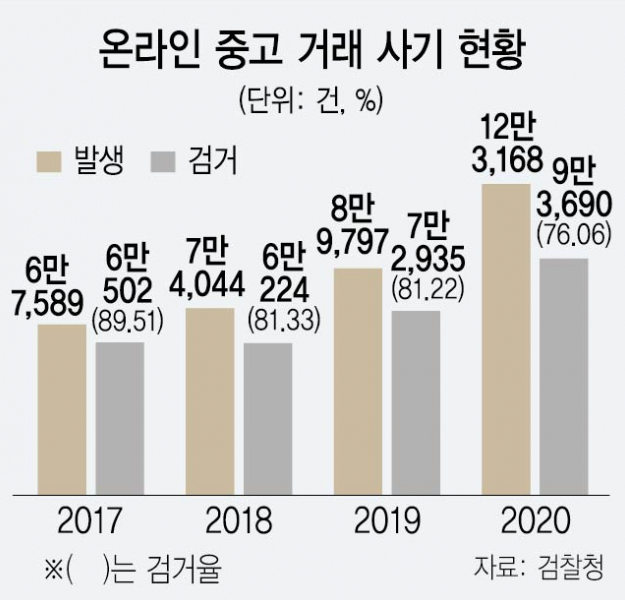 온라인 중고 거래 사기 현황
(단위: 건, %)
발생 검거
6만
7,589
6만
502
(89.51)
7만
4,044
6만
224
(81.33)
8만
9,797
7만
2,935
(81.22)
12만
3,168
9만
3,690
(76.06)
2017 2018 2019 2020
※( )는 검거율 자료: 검찰청